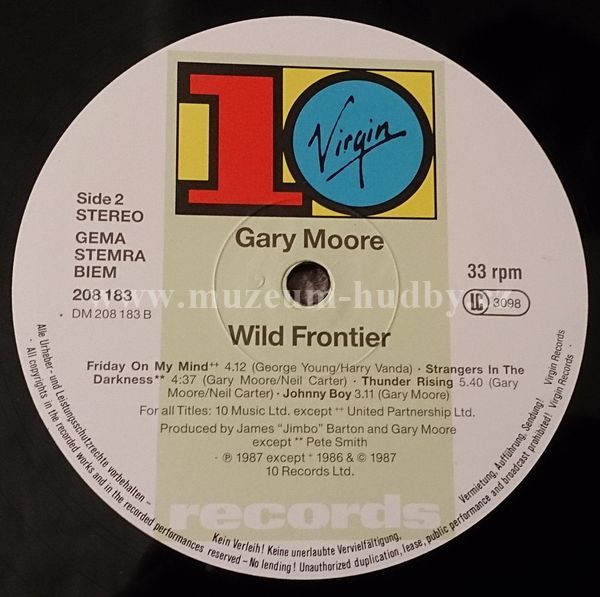 10
Virgin
Side 2
STEREO
GEMA
STEMRA
BIEM
208 183
DM 208 183 B
Gary Moore
33 rpm
LC 3098
www.muzeum-hudby.cz
Wild Frontier
Friday On My Mind⁺⁺ 4.12 (George Young/Harry Vanda) · Strangers In The
Darkness** 4:37 (Gary Moore/Neil Carter) · Thunder Rising 5.40 (Gary
Moore/Neil Carter) · Johnny Boy 3.11 (Gary Moore)
For all Titles: 10 Music Ltd. except ⁺⁺ United Partnership Ltd.
Produced by James "Jimbo" Barton and Gary Moore
except ** Pete Smith
· ℗ 1987 except ⁺ 1986 & © 1987
10 Records Ltd.
records
Alle Urheber- und Leistungsschutzrechte vorbehalten –
Kein Verleih! Keine unerlaubte Vervielfältigung,
Vermietung, Aufführung, Sendung! Virgin Records
· All copyrights in the recorded works and in the recorded performances reserved – No lending! Unauthorized duplication, lease, public performance and broadcast prohibited! Virgin Records ·